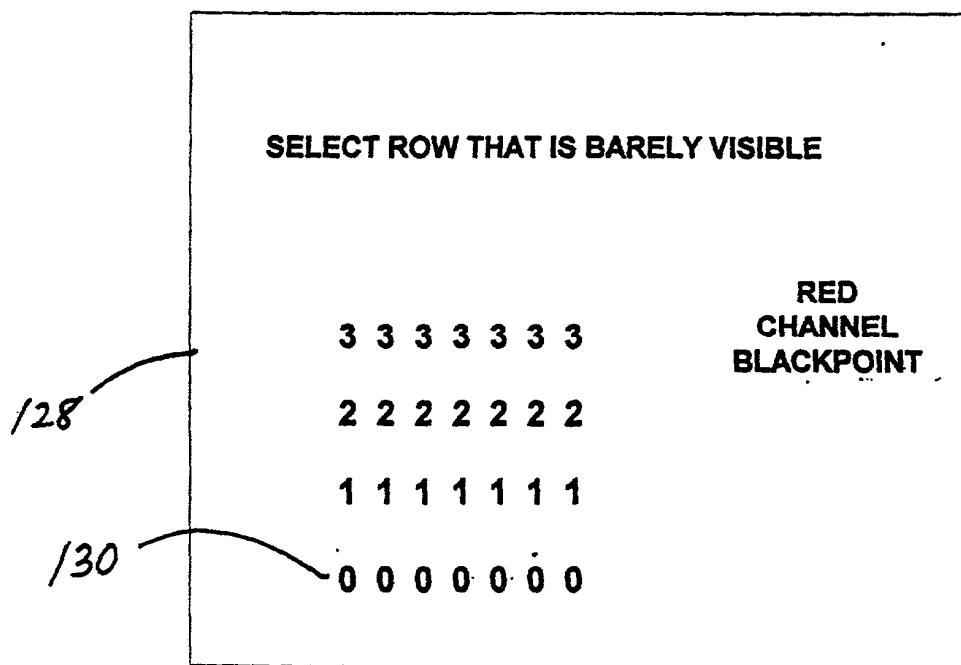 SELECT ROW THAT IS BARELY VISIBLE
RED
CHANNEL
BLACKPOINT
3 3 3 3 3 3 3
128
2 2 2 2 2 2 2
1 1 1 1 1 1 1
130
0 0 0 0 0 0 0